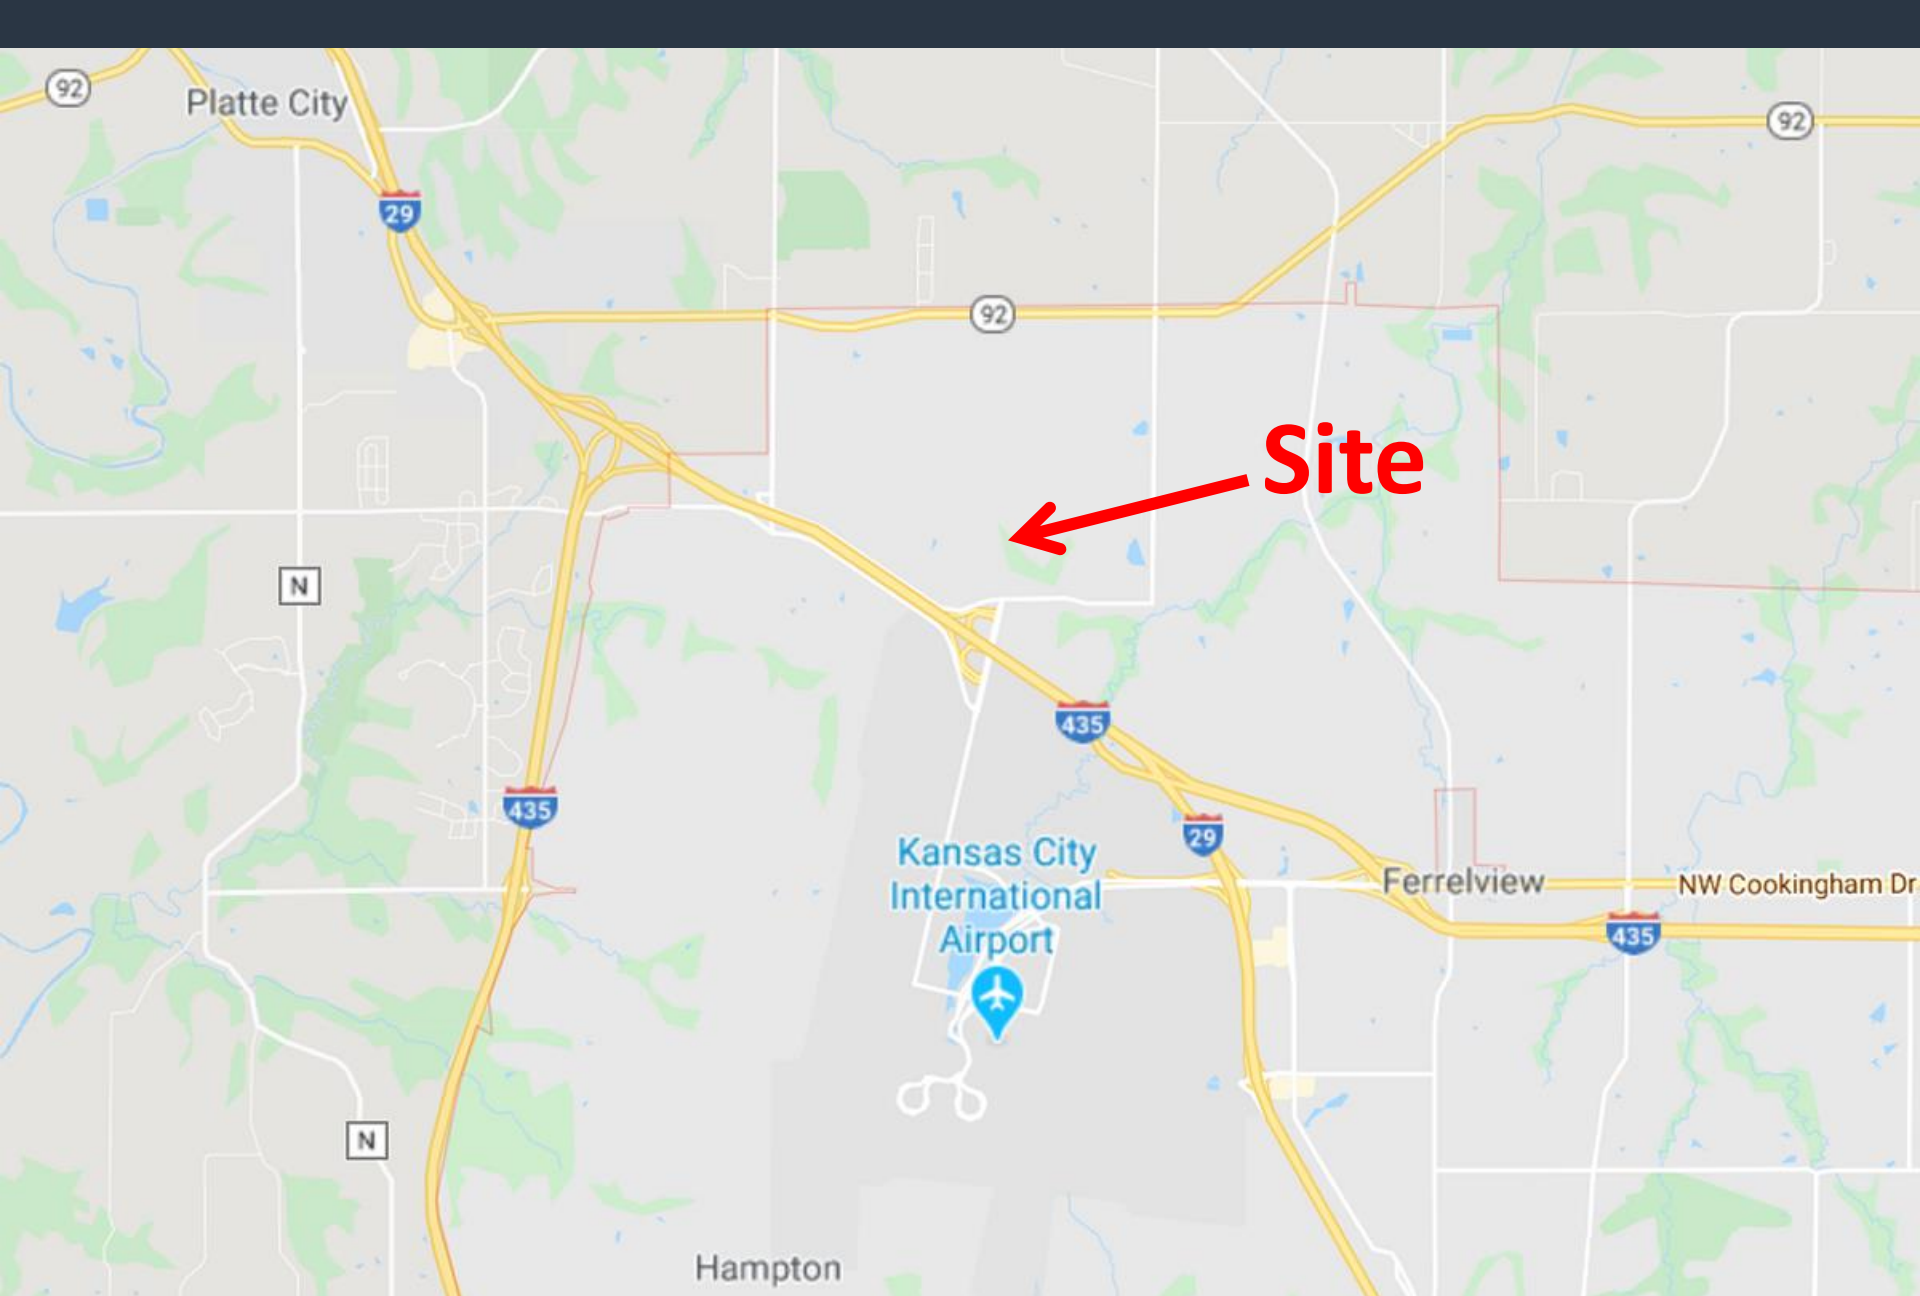 92
Platte City
92
29
92
Site
N
435
435
29
Kansas City
International
Airport
Ferrelview
NW Cookingham Dr
435
N
Hampton